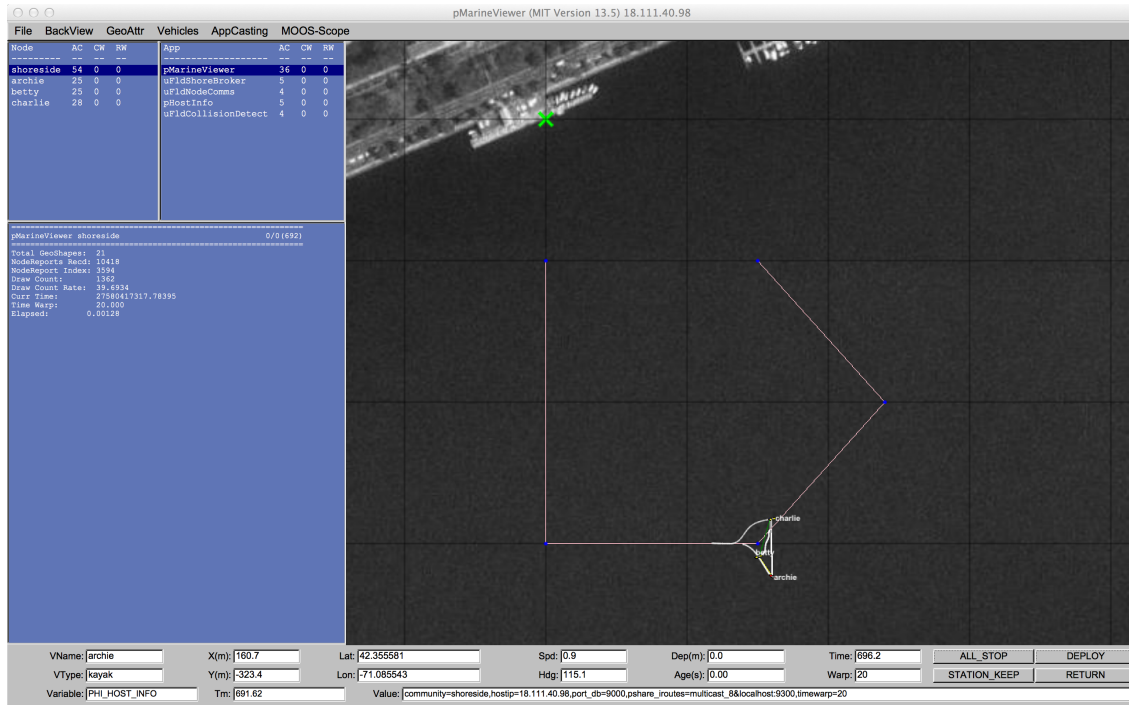 pMarineViewer (MIT Version 13.5) 18.111.40.98
File BackView GeoAttr Vehicles AppCasting MOOS-Scope
Node AC CW RW App AC CW RW
--------- -- -- -- ------------------- -- -- --
shoreside 54 0 0 pMarineViewer 36 0 0
archie 25 0 0 uFldShoreBroker 5 0 0
betty 25 0 0 uFldNodeComms 4 0 0
charlie 28 0 0 pHostInfo 5 0 0
uFldCollisionDetect 4 0 0
pMarineViewer shoreside 0/0(692)
Total GeoShapes: 21
NodeReports Recd: 10418
NodeReport Index: 3594
Draw Count: 1362
Draw Count Rate: 39.6934
Curr Time: 27580417317.78395
Time Warp: 20.000
Elapsed: 0.00128
charlie
betty
archie
VName: archie X(m): 160.7 Lat: 42.355581 Spd: 0.9 Dep(m): 0.0 Time: 696.2 ALL_STOP DEPLOY
VType: kayak Y(m): -323.4 Lon: -71.085543 Hdg: 115.1 Age(s): 0.00 Warp: 20 STATION_KEEP RETURN
Variable: PHI_HOST_INFO Tm: 691.62 Value: community=shoreside,hostip=18.111.40.98,port_db=9000,pshare_iroutes=multicast_8&localhost:9300,timewarp=20